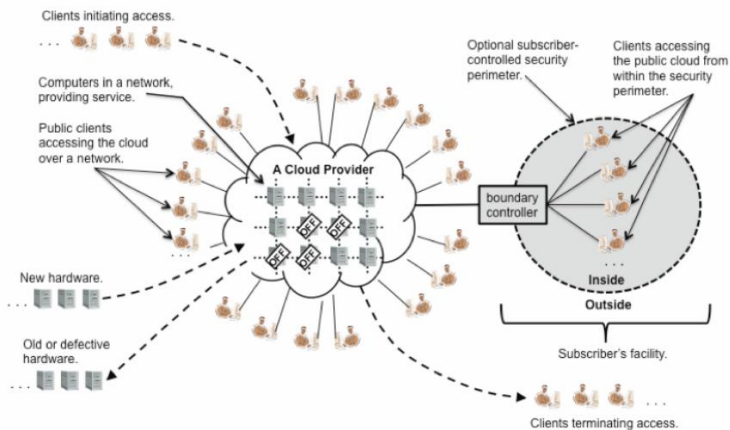 Clients initiating access.
. . .
Computers in a network,
providing service.
Public clients
accessing the cloud
over a network.
. . .
New hardware.
. . .
Old or defective
hardware.
. . .
A Cloud Provider
OFF
OFF
OFF
OFF
Optional subscriber-
controlled security
perimeter.
Clients accessing
the public cloud from
within the security
perimeter.
boundary
controller
. . .
Inside
Outside
Subscriber's facility.
. . .
Clients terminating access.